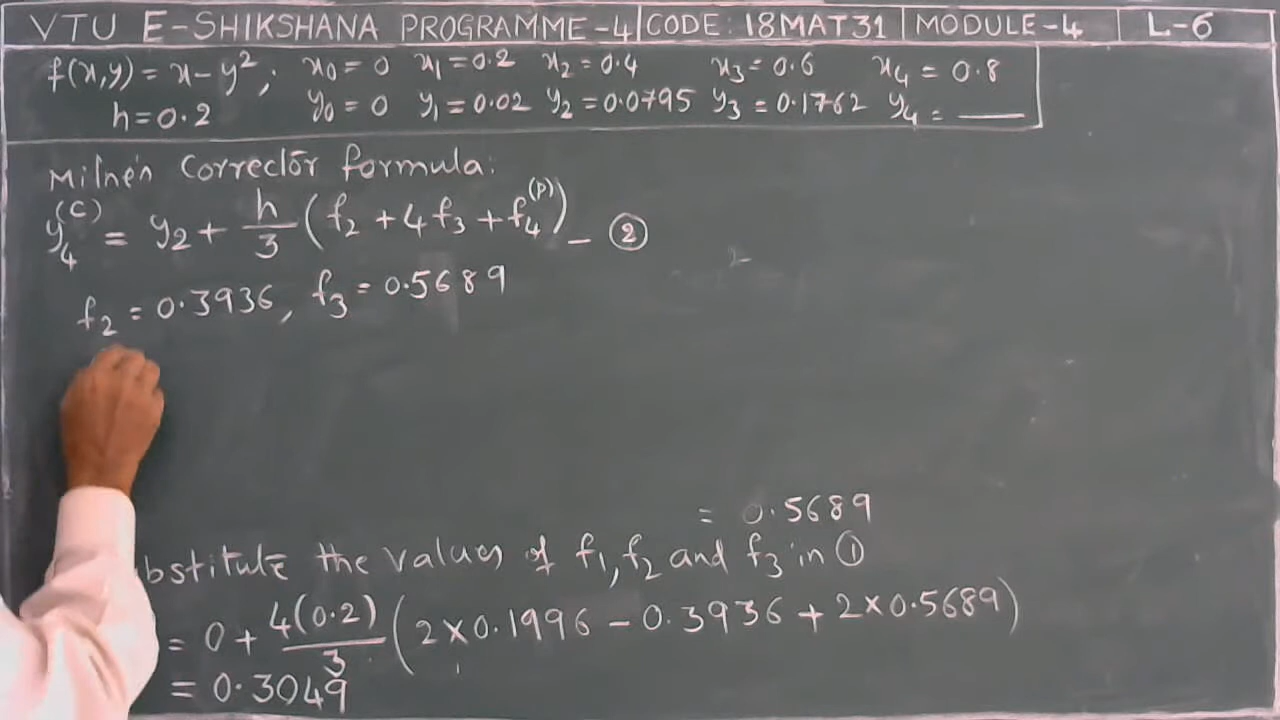 VTU E-SHIKSHANA PROGRAMME-4 CODE: 18MAT31 MODULE-4 L-6
f(x,y) = x - y²; x₀ = 0 x₁ = 0.2 x₂ = 0.4 x₃ = 0.6 x₄ = 0.8
h = 0.2 y₀ = 0 y₁ = 0.02 y₂ = 0.0795 y₃ = 0.1762 y₄ = ___
Milne's Corrector formula:
y₄^(C) = y₂ + h/3 (f₂ + 4f₃ + f₄^(P)) - ②
f₂ = 0.3936, f₃ = 0.5689
= 0.5689
the values of f₁, f₂ and f₃ in ①
= 0 + 4(0.2)/3 (2 × 0.1996 - 0.3936 + 2 × 0.5689)
= 0.3049